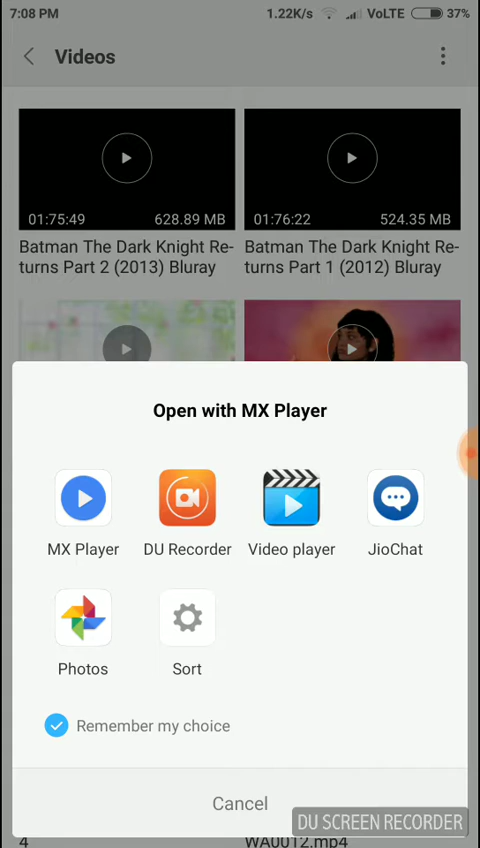 7:08 PM 1.22K/s VoLTE 37%
Videos
01:75:49 628.89 MB 01:76:22 524.35 MB
Batman The Dark Knight Re- Batman The Dark Knight Re-
turns Part 2 (2013) Bluray turns Part 1 (2012) Bluray
Open with MX Player
MX Player DU Recorder Video player JioChat
Photos Sort
Remember my choice
Cancel
DU SCREEN RECORDER
4 WA0012.mp4